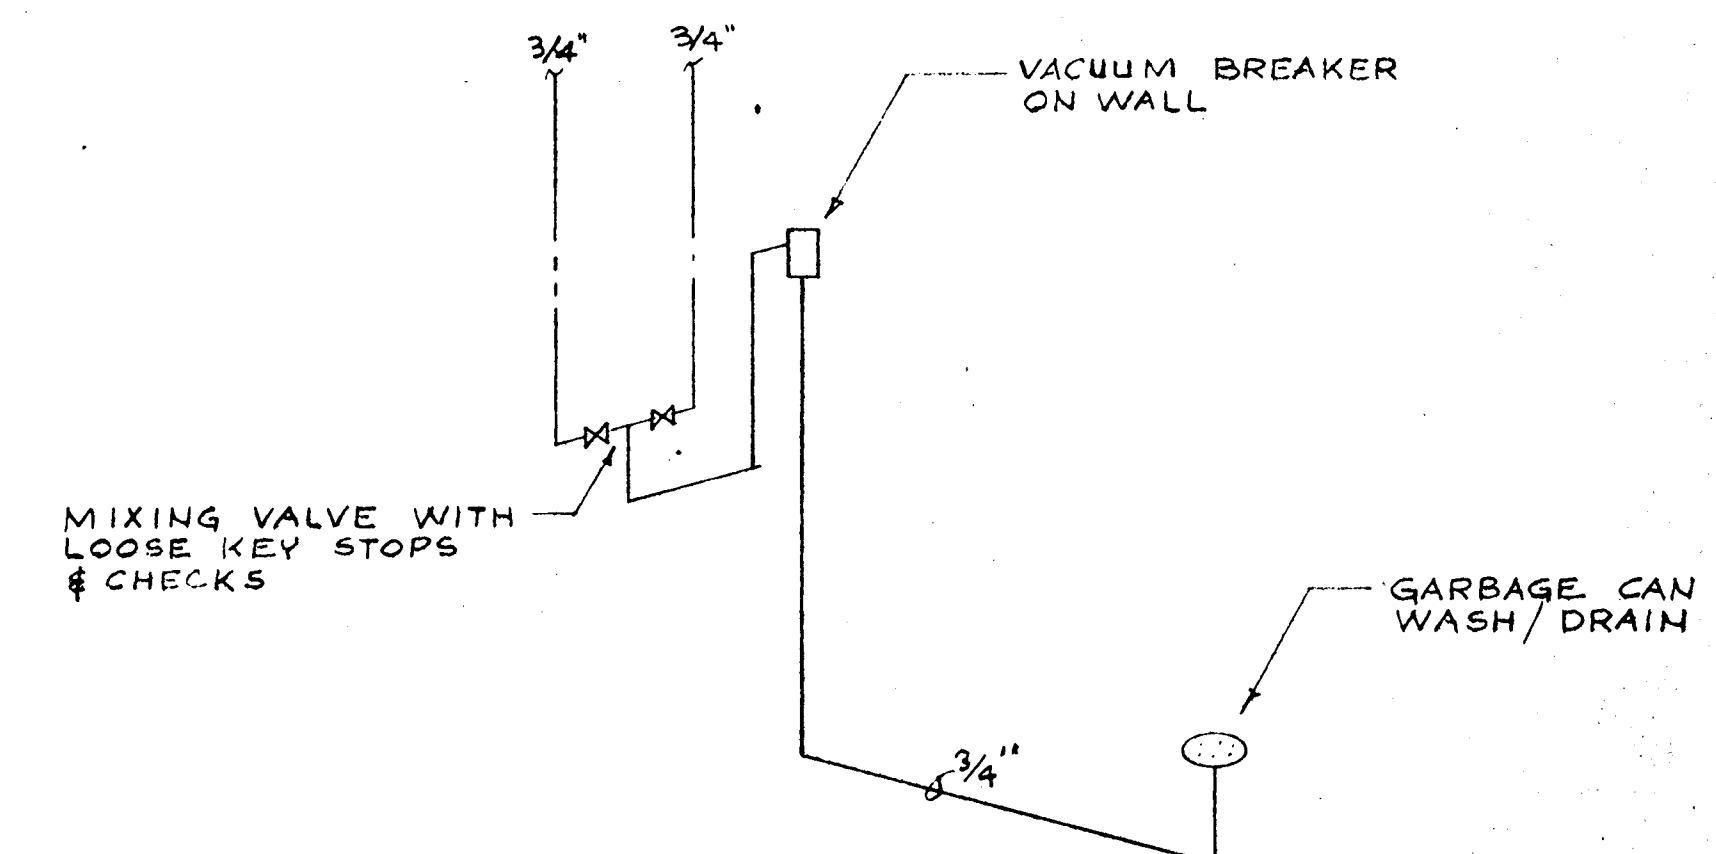 3/4" 3/4"
VACUUM BREAKER
ON WALL
MIXING VALVE WITH
LOOSE KEY STOPS
& CHECKS
GARBAGE CAN
WASH/DRAIN
3/4"